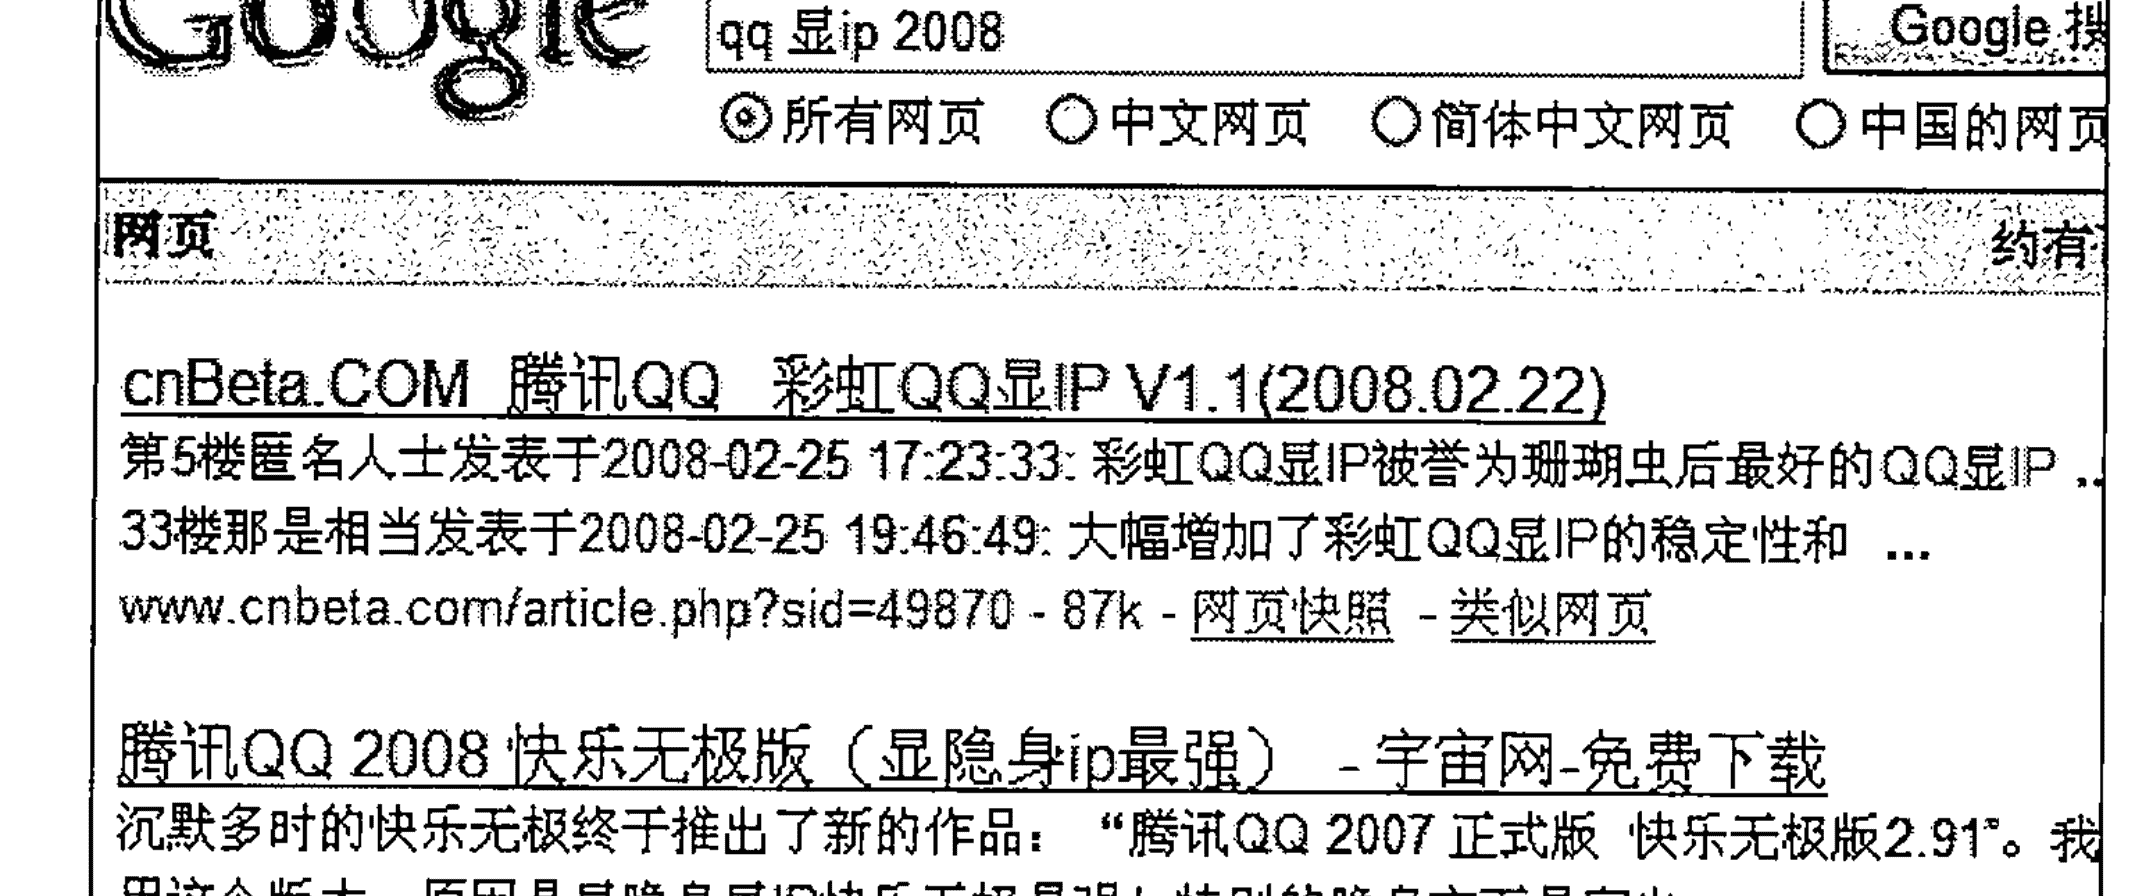 Google
qq 显ip 2008
Google 搜
所有网页 中文网页 简体中文网页 中国的网页
网页 约有
cnBeta.COM 腾讯QQ 彩虹QQ显IP V1.1(2008.02.22)
第5楼匿名人士发表于2008-02-25 17:23:33: 彩虹QQ显IP被誉为珊瑚虫后最好的QQ显IP ..
33楼那是相当发表于2008-02-25 19:46:49: 大幅增加了彩虹QQ显IP的稳定性和 ...
www.cnbeta.com/article.php?sid=49870 - 87k - 网页快照 - 类似网页
腾讯QQ 2008 快乐无极版（显隐身ip最强） - 宇宙网-免费下载
沉默多时的快乐无极终于推出了新的作品： “腾讯QQ 2007 正式版 快乐无极版2.91”。我